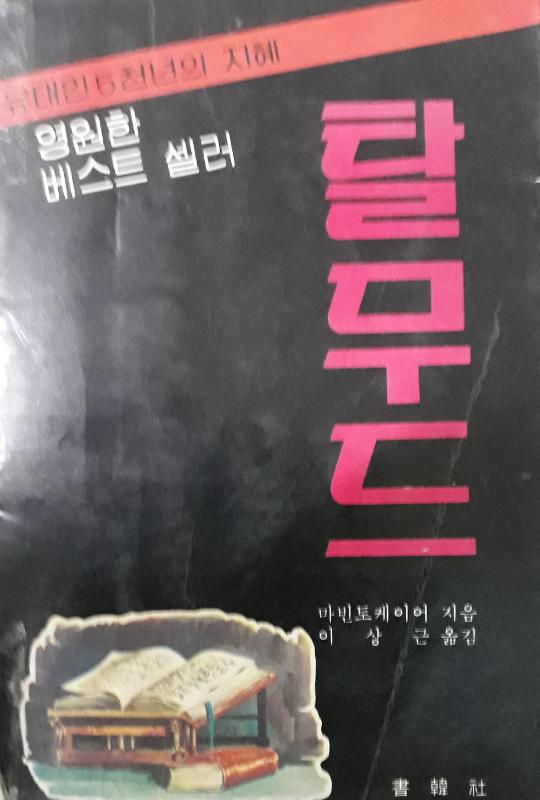 유태인 5천년의 지혜
영원한
베스트 셀러
탈무드
마빈토케이어 지음
이 상 근 옮김
書韓社